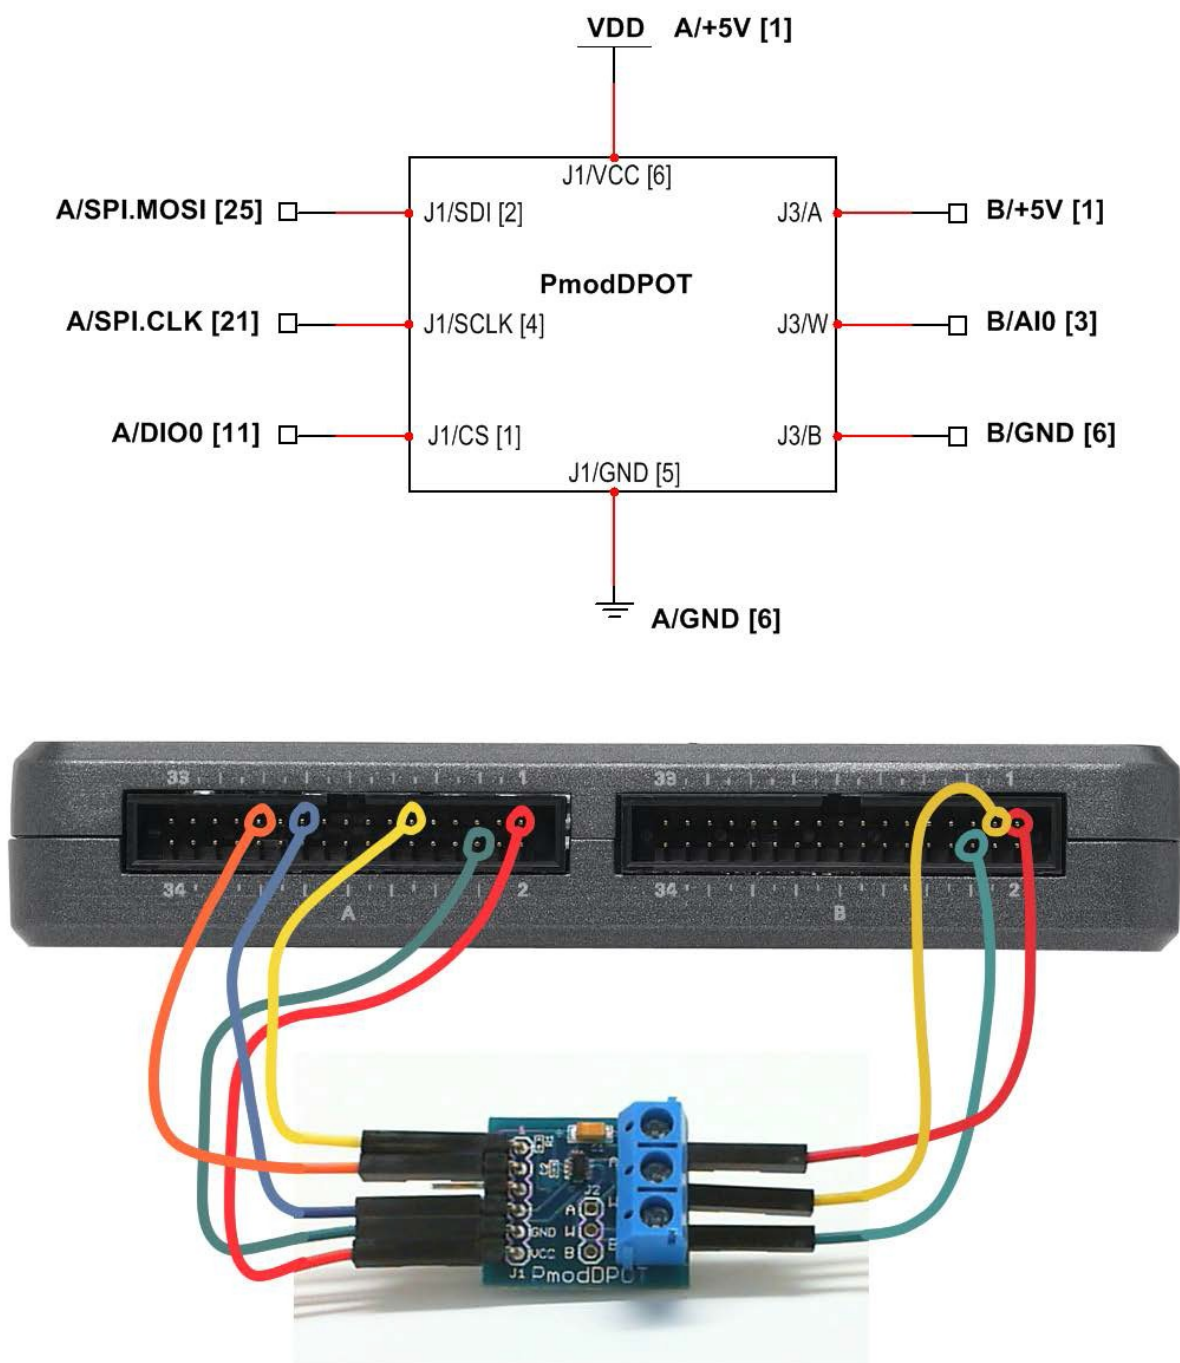 VDD A/+5V [1]
J1/VCC [6]
A/SPI.MOSI [25] J1/SDI [2] J3/A B/+5V [1]
PmodDPOT
A/SPI.CLK [21] J1/SCLK [4] J3/W B/AI0 [3]
A/DIO0 [11] J1/CS [1] J3/B B/GND [6]
J1/GND [5]
A/GND [6]
33 1 33 1
34 2 34 2
A B
J2
A
GND W
VCC B
J1 PmodDPOT